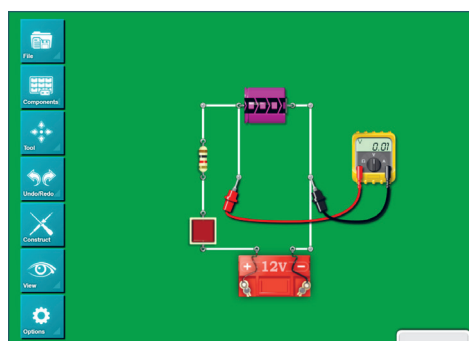 File
Components
Tool
Undo/Redo
Construct
View
Options
V
0.01
+ 12v −